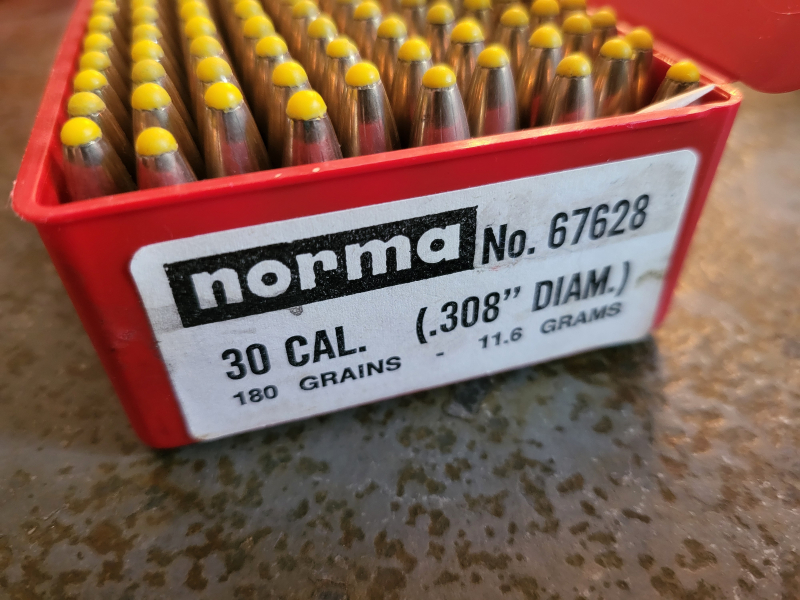 norma No. 67628
30 CAL. (.308” DIAM.)
180 GRAINS - 11.6 GRAMS